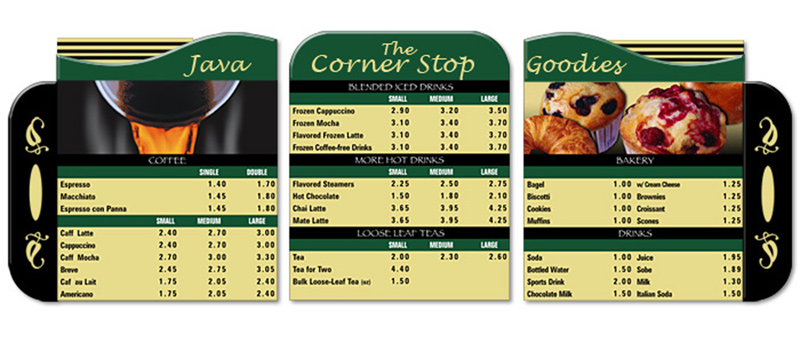 Java
COFFEE
SINGLE DOUBLE
Espresso 1.40 1.70
Macchiato 1.45 1.80
Espresso con Panna 1.45 1.80
SMALL MEDIUM LARGE
Caff Latte 2.40 2.70 3.00
Cappuccino 2.40 2.70 3.00
Caff Mocha 2.70 3.00 3.30
Breve 2.45 2.75 3.05
Caf au Lait 1.75 2.05 2.40
Americano 1.75 2.05 2.40
The
Corner Stop
BLENDED ICED DRINKS
SMALL MEDIUM LARGE
Frozen Cappuccino 2.90 3.20 3.50
Frozen Mocha 3.10 3.40 3.70
Flavored Frozen Latte 3.10 3.40 3.70
Frozen Coffee-free Drinks 3.10 3.40 3.70
MORE HOT DRINKS
SMALL MEDIUM LARGE
Flavored Steamers 2.25 2.50 2.75
Hot Chocolate 1.50 1.80 2.10
Chai Latte 3.65 3.95 4.25
Mate Latte 3.65 3.95 4.25
LOOSE LEAF TEAS
SMALL MEDIUM LARGE
Tea 2.00 2.30 2.60
Tea for Two 4.40
Bulk Loose-Leaf Tea (oz) 1.50
Goodies
BAKERY
Bagel 1.00 w/ Cream Cheese 1.25
Biscotti 1.00 Brownies 1.25
Cookies 1.00 Croissant 1.25
Muffins 1.00 Scones 1.25
DRINKS
Soda 1.00 Juice 1.95
Bottled Water 1.50 Sobe 1.89
Sports Drink 2.00 Milk 1.30
Chocolate Milk 1.50 Italian Soda 1.50